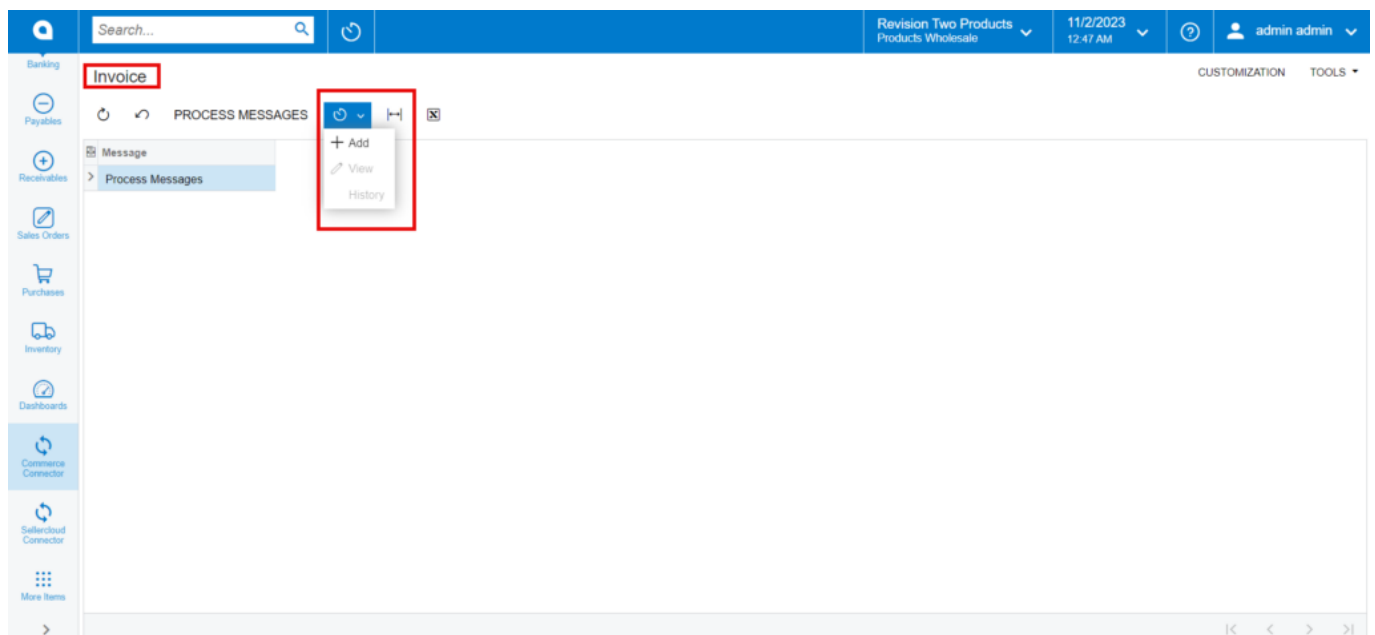 Search...
Revision Two Products
Products Wholesale
11/2/2023
12:47 AM
admin admin
Banking
Payables
Receivables
Sales Orders
Purchases
Inventory
Dashboards
Commerce
Connector
Sellercloud
Connector
More Items
Invoice
CUSTOMIZATION
TOOLS
PROCESS MESSAGES
Add
View
History
Message
Process Messages